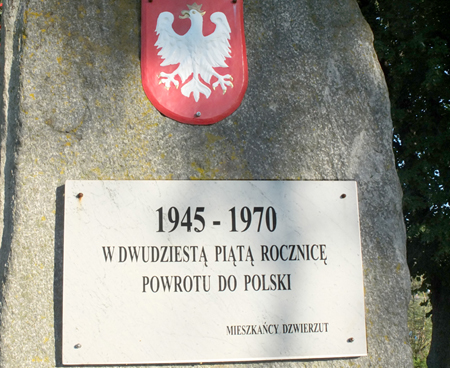 1945 - 1970
W DWUDZIESTĄ PIĄTĄ ROCZNICĘ
POWROTU DO POLSKI
MIESZKAŃCY DZWIERZUT